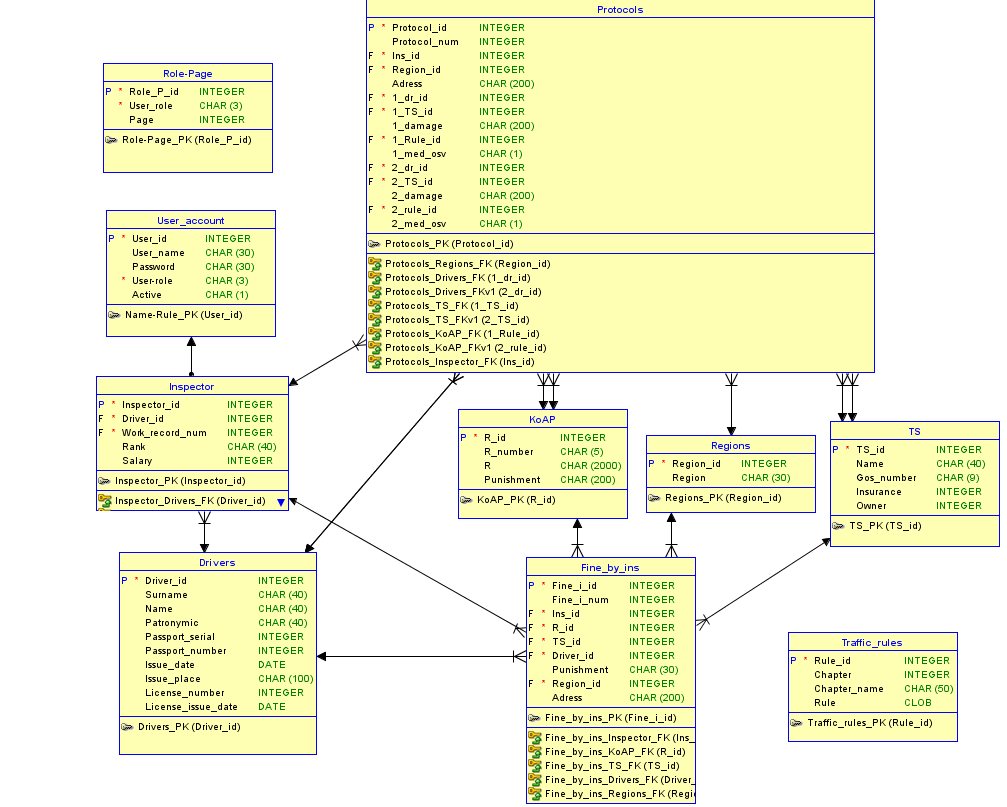 Protocols
P * Protocol_id INTEGER
Protocol_num INTEGER
F * Ins_id INTEGER
F * Region_id INTEGER
Adress CHAR (200)
F * 1_dr_id INTEGER
F * 1_TS_id INTEGER
1_damage CHAR (200)
F * 1_Rule_id INTEGER
1_med_osv CHAR (1)
F * 2_dr_id INTEGER
F * 2_TS_id INTEGER
2_damage CHAR (200)
F * 2_rule_id INTEGER
2_med_osv CHAR (1)
Protocols_PK (Protocol_id)
Protocols_Regions_FK (Region_id)
Protocols_Drivers_FK (1_dr_id)
Protocols_Drivers_FKv1 (2_dr_id)
Protocols_TS_FK (1_TS_id)
Protocols_TS_FKv1 (2_TS_id)
Protocols_KoAP_FK (1_Rule_id)
Protocols_KoAP_FKv1 (2_rule_id)
Protocols_Inspector_FK (Ins_id)
Role-Page
P * Role_P_id INTEGER
* User_role CHAR (3)
Page INTEGER
Role-Page_PK (Role_P_id)
User_account
P * User_id INTEGER
User_name CHAR (30)
Password CHAR (30)
* User-role CHAR (3)
Active CHAR (1)
Name-Rule_PK (User_id)
Inspector
P * Inspector_id INTEGER
F * Driver_id INTEGER
F * Work_record_num INTEGER
Rank CHAR (40)
Salary INTEGER
Inspector_PK (Inspector_id)
Inspector_Drivers_FK (Driver_id)
KoAP
P * R_id INTEGER
R_number CHAR (5)
R CHAR (2000)
Punishment CHAR (200)
KoAP_PK (R_id)
Regions
P * Region_id INTEGER
Region CHAR (30)
Regions_PK (Region_id)
TS
P * TS_id INTEGER
Name CHAR (40)
Gos_number CHAR (9)
Insurance INTEGER
Owner INTEGER
TS_PK (TS_id)
Drivers
P * Driver_id INTEGER
Surname CHAR (40)
Name CHAR (40)
Patronymic CHAR (40)
Passport_serial INTEGER
Passport_number INTEGER
Issue_date DATE
Issue_place CHAR (100)
License_number INTEGER
License_issue_date DATE
Drivers_PK (Driver_id)
Fine_by_ins
P * Fine_i_id INTEGER
Fine_i_num INTEGER
F * Ins_id INTEGER
F * R_id INTEGER
F * TS_id INTEGER
F * Driver_id INTEGER
Punishment CHAR (30)
F * Region_id INTEGER
Adress CHAR (200)
Fine_by_ins_PK (Fine_i_id)
Fine_by_ins_Inspector_FK (Ins_
Fine_by_ins_KoAP_FK (R_id)
Fine_by_ins_TS_FK (TS_id)
Fine_by_ins_Drivers_FK (Driver_
Fine_by_ins_Regions_FK (Regi
Traffic_rules
P * Rule_id INTEGER
Chapter INTEGER
Chapter_name CHAR (50)
Rule CLOB
Traffic_rules_PK (Rule_id)